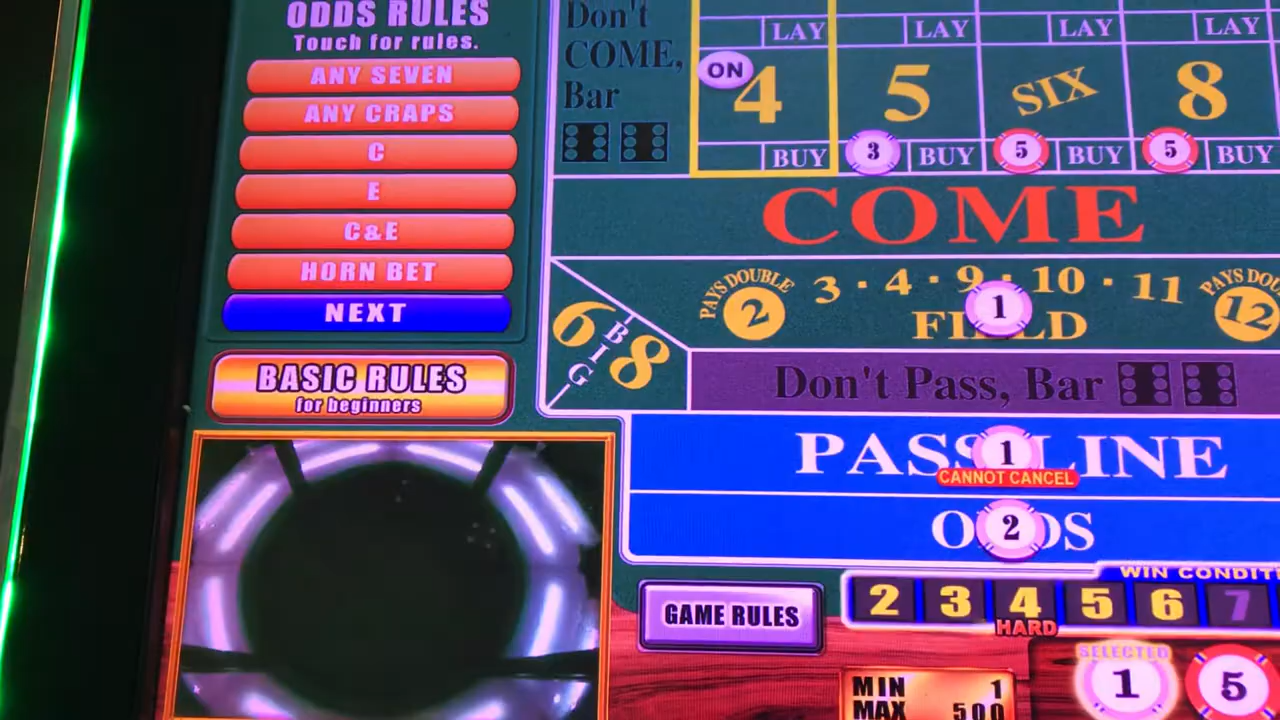 ODDS RULES
Touch for rules.
ANY SEVEN
ANY CRAPS
C
E
C&E
HORN BET
NEXT
BASIC RULES
for beginners
Don't
COME,
Bar
LAY LAY LAY LAY
ON
4 5 SIX 8
BUY 3 BUY 5 BUY 5 BUY
COME
PAYS DOUBLE
2
3 · 4 · 9 · 10 · 11
1
FIELD
PAYS DOU
12
6 BIG 8
Don't Pass, Bar
PASS LINE
1
CANNOT CANCEL
2
WIN CONDITI
2 3 4 5 6 7
HARD
GAME RULES
SELECTED
1 5
MIN 1
MAX 500